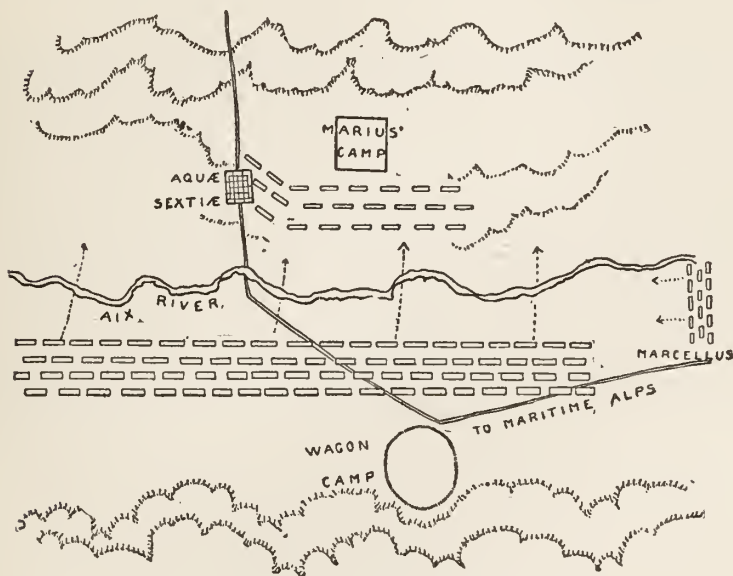 MARIUS'
CAMP
AQUÆ
SEXTIÆ
AIX RIVER.
MARCELLUS
TO MARITIME ALPS
WAGON
CAMP